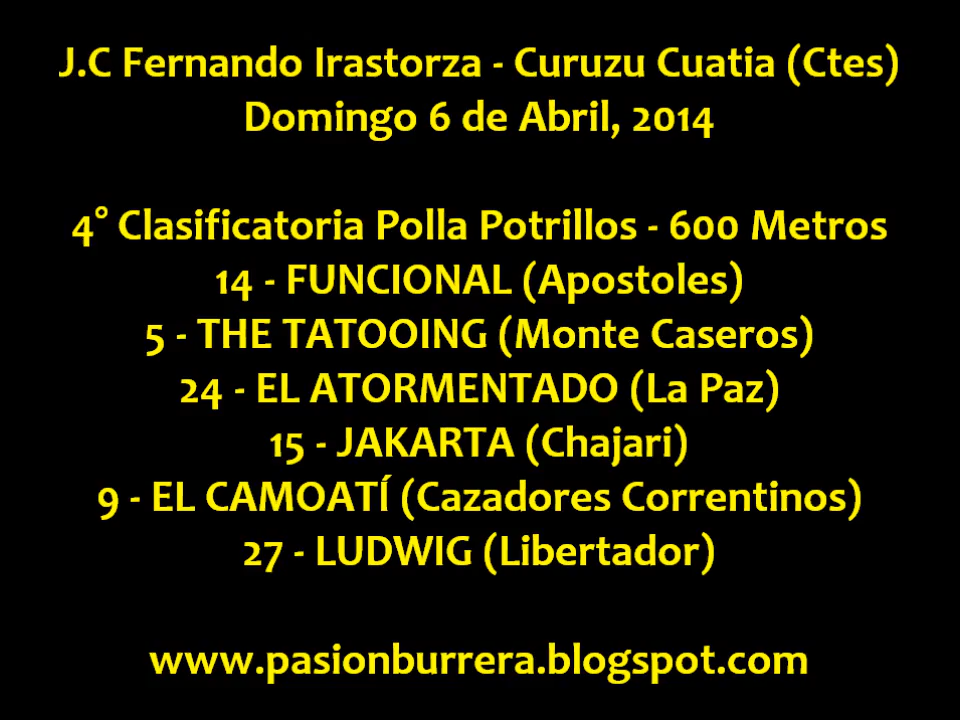 J.C Fernando Irastorza - Curuzu Cuatia (Ctes)
Domingo 6 de Abril, 2014
4° Clasificatoria Polla Potrillos - 600 Metros
14 - FUNCIONAL (Apostoles)
5 - THE TATOOING (Monte Caseros)
24 - EL ATORMENTADO (La Paz)
15 - JAKARTA (Chajari)
9 - EL CAMOATÍ (Cazadores Correntinos)
27 - LUDWIG (Libertador)
www.pasionburrera.blogspot.com